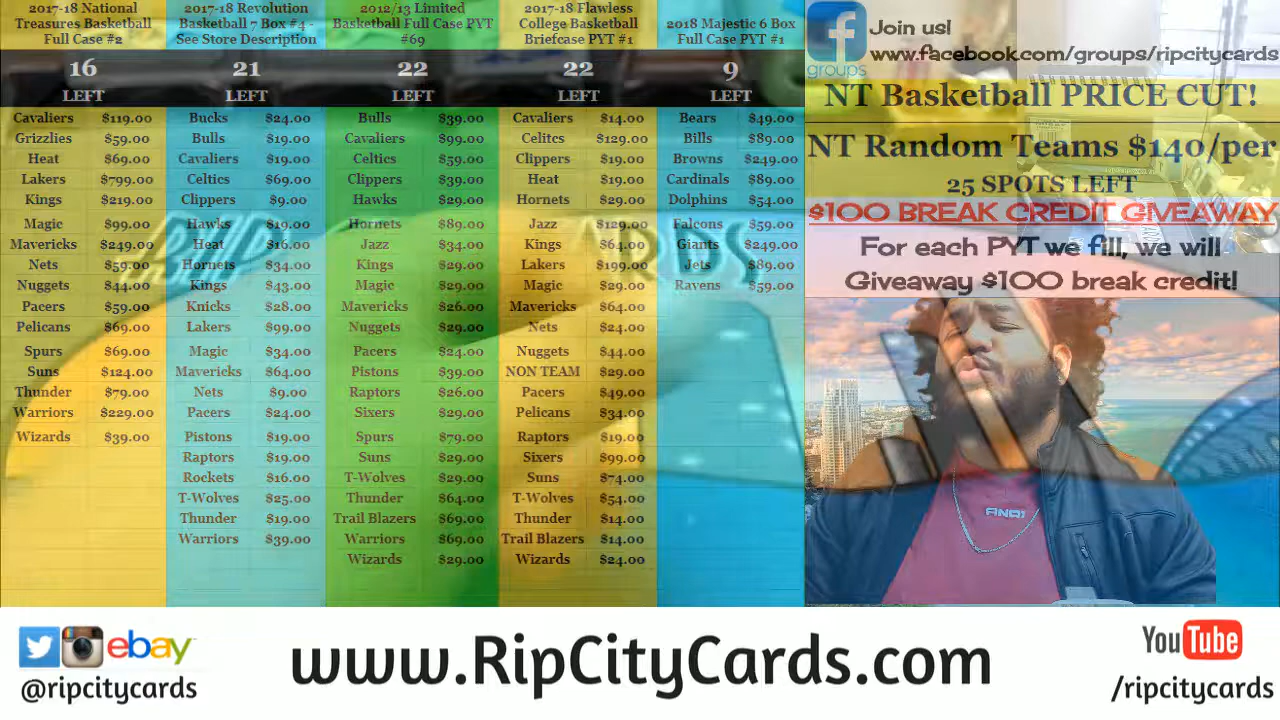 2017-18 National
Treasures Basketball
Full Case #2
16
LEFT
Cavaliers $119.00
Grizzlies $59.00
Heat $69.00
Lakers $799.00
Kings $219.00
Magic $99.00
Mavericks $249.00
Nets $59.00
Nuggets $44.00
Pacers $59.00
Pelicans $69.00
Spurs $69.00
Suns $124.00
Thunder $79.00
Warriors $229.00
Wizards $39.00
2017-18 Revolution
Basketball 7 Box #4 -
See Store Description
21
LEFT
Bucks $24.00
Bulls $19.00
Cavaliers $19.00
Celtics $69.00
Clippers $9.00
Hawks $19.00
Heat $16.00
Hornets $34.00
Kings $43.00
Knicks $28.00
Lakers $99.00
Magic $34.00
Mavericks $64.00
Nets $9.00
Pacers $24.00
Pistons $19.00
Raptors $19.00
Rockets $16.00
T-Wolves $25.00
Thunder $19.00
Warriors $39.00
2012/13 Limited
Basketball Full Case PYT
#69
22
LEFT
Bulls $39.00
Cavaliers $99.00
Celtics $59.00
Clippers $39.00
Hawks $29.00
Hornets $89.00
Jazz $34.00
Kings $29.00
Magic $29.00
Mavericks $26.00
Nuggets $29.00
Pacers $24.00
Pistons $39.00
Raptors $26.00
Sixers $29.00
Spurs $79.00
Suns $29.00
T-Wolves $29.00
Thunder $64.00
Trail Blazers $69.00
Warriors $69.00
Wizards $29.00
2017-18 Flawless
College Basketball
Briefcase PYT #1
22
LEFT
Cavaliers $14.00
Celitcs $129.00
Clippers $19.00
Heat $19.00
Hornets $29.00
Jazz $129.00
Kings $64.00
Lakers $199.00
Magic $29.00
Mavericks $64.00
Nets $24.00
Nuggets $44.00
NON TEAM $29.00
Pacers $49.00
Pelicans $34.00
Raptors $19.00
Sixers $99.00
Suns $74.00
T-Wolves $54.00
Thunder $14.00
Trail Blazers $14.00
Wizards $24.00
2018 Majestic 6 Box
Full Case PYT #1
9
LEFT
Bears $49.00
Bills $89.00
Browns $249.00
Cardinals $89.00
Dolphins $54.00
Falcons $59.00
Giants $249.00
Jets $89.00
Ravens $59.00
f
groups
Join us!
www.facebook.com/groups/ripcitycards
NT Basketball PRICE CUT!
NT Random Teams $140/per
25 SPOTS LEFT
$100 BREAK CREDIT GIVEAWAY
For each PYT we fill, we will
Giveaway $100 break credit!
AND1
ebay
@ripcitycards
www.RipCityCards.com
YouTube
/ripcitycards